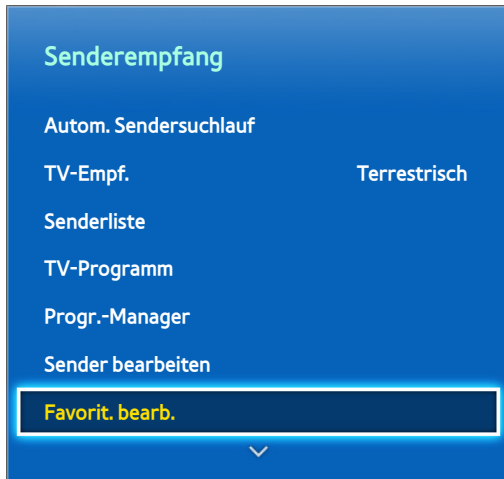 Senderempfang
Autom. Sendersuchlauf
TV-Empf. Terrestrisch
Senderliste
TV-Programm
Progr.-Manager
Sender bearbeiten
Favorit. bearb.